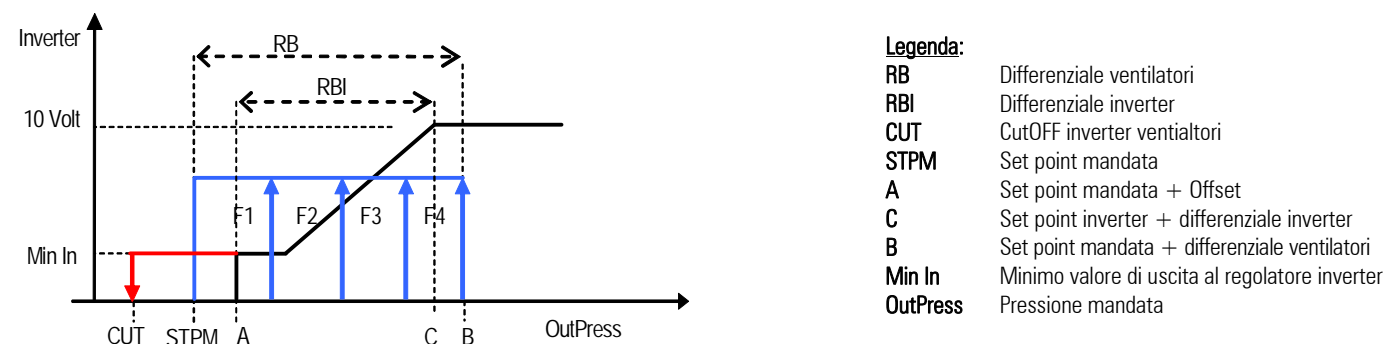 Inverter
RB
RBI
10 Volt
F1 F2 F3 F4
Min In
CUT STPM A C B OutPress
Legenda:
RB Differenziale ventilatori
RBI Differenziale inverter
CUT CutOFF inverter ventialtori
STPM Set point mandata
A Set point mandata + Offset
C Set point inverter + differenziale inverter
B Set point mandata + differenziale ventilatori
Min In Minimo valore di uscita al regolatore inverter
OutPress Pressione mandata